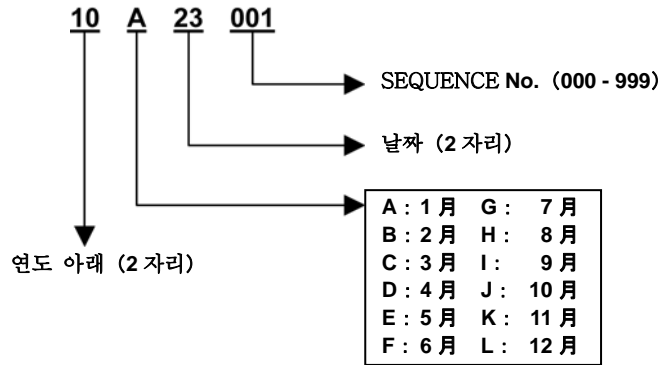 10 A 23 001
SEQUENCE No. (000 - 999)
날짜 (2 자리)
연도 아래 (2 자리)
A : 1 月 G : 7 月
B : 2 月 H : 8 月
C : 3 月 I : 9 月
D : 4 月 J : 10 月
E : 5 月 K : 11 月
F : 6 月 L : 12 月